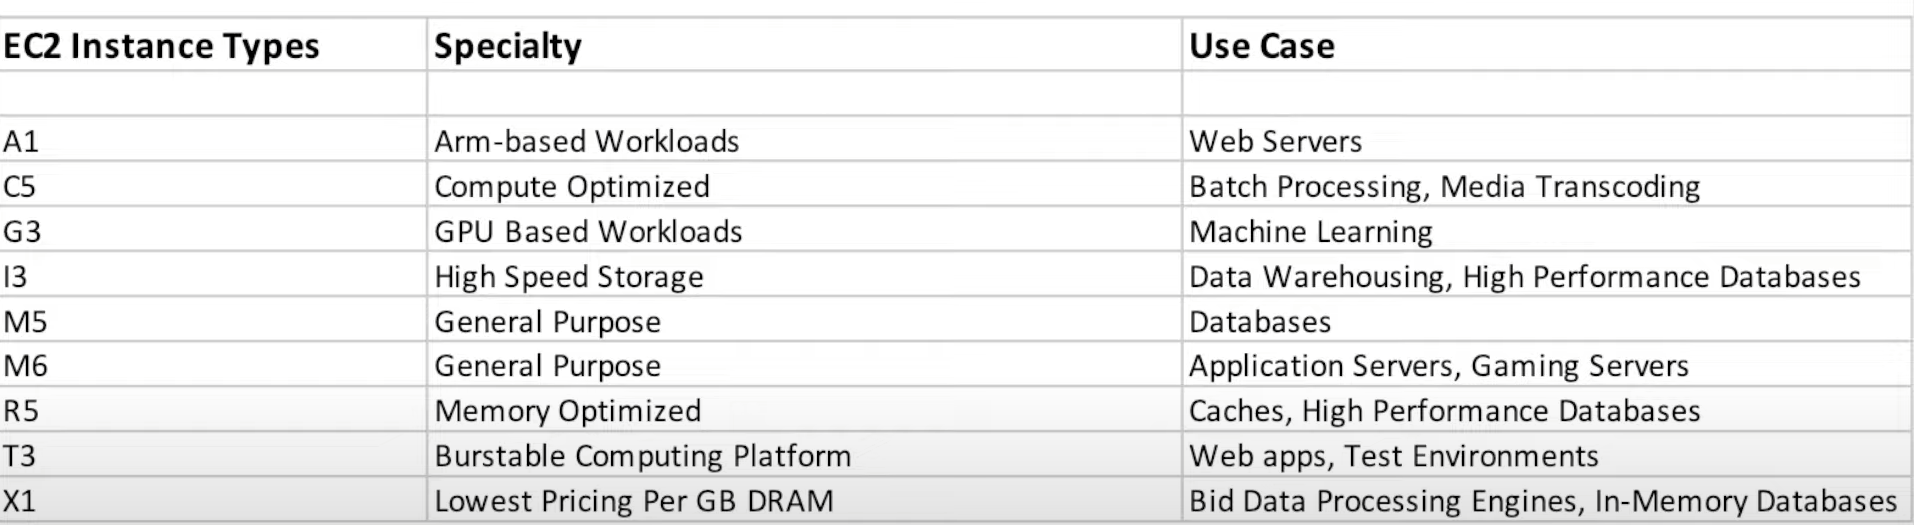 EC2 Instance Types Specialty Use Case
A1 Arm-based Workloads Web Servers
C5 Compute Optimized Batch Processing, Media Transcoding
G3 GPU Based Workloads Machine Learning
I3 High Speed Storage Data Warehousing, High Performance Databases
M5 General Purpose Databases
M6 General Purpose Application Servers, Gaming Servers
R5 Memory Optimized Caches, High Performance Databases
T3 Burstable Computing Platform Web apps, Test Environments
X1 Lowest Pricing Per GB DRAM Bid Data Processing Engines, In-Memory Databases